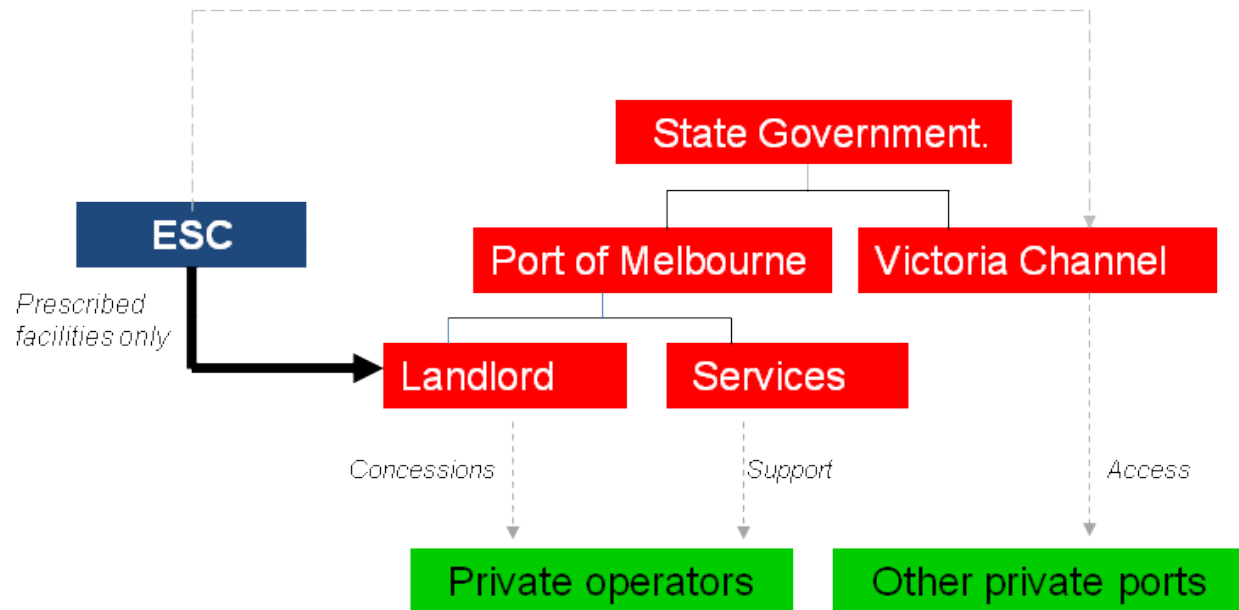 State Government.
ESC
Port of Melbourne
Victoria Channel
Prescribed
facilities only
Landlord
Services
Concessions
Support
Access
Private operators
Other private ports